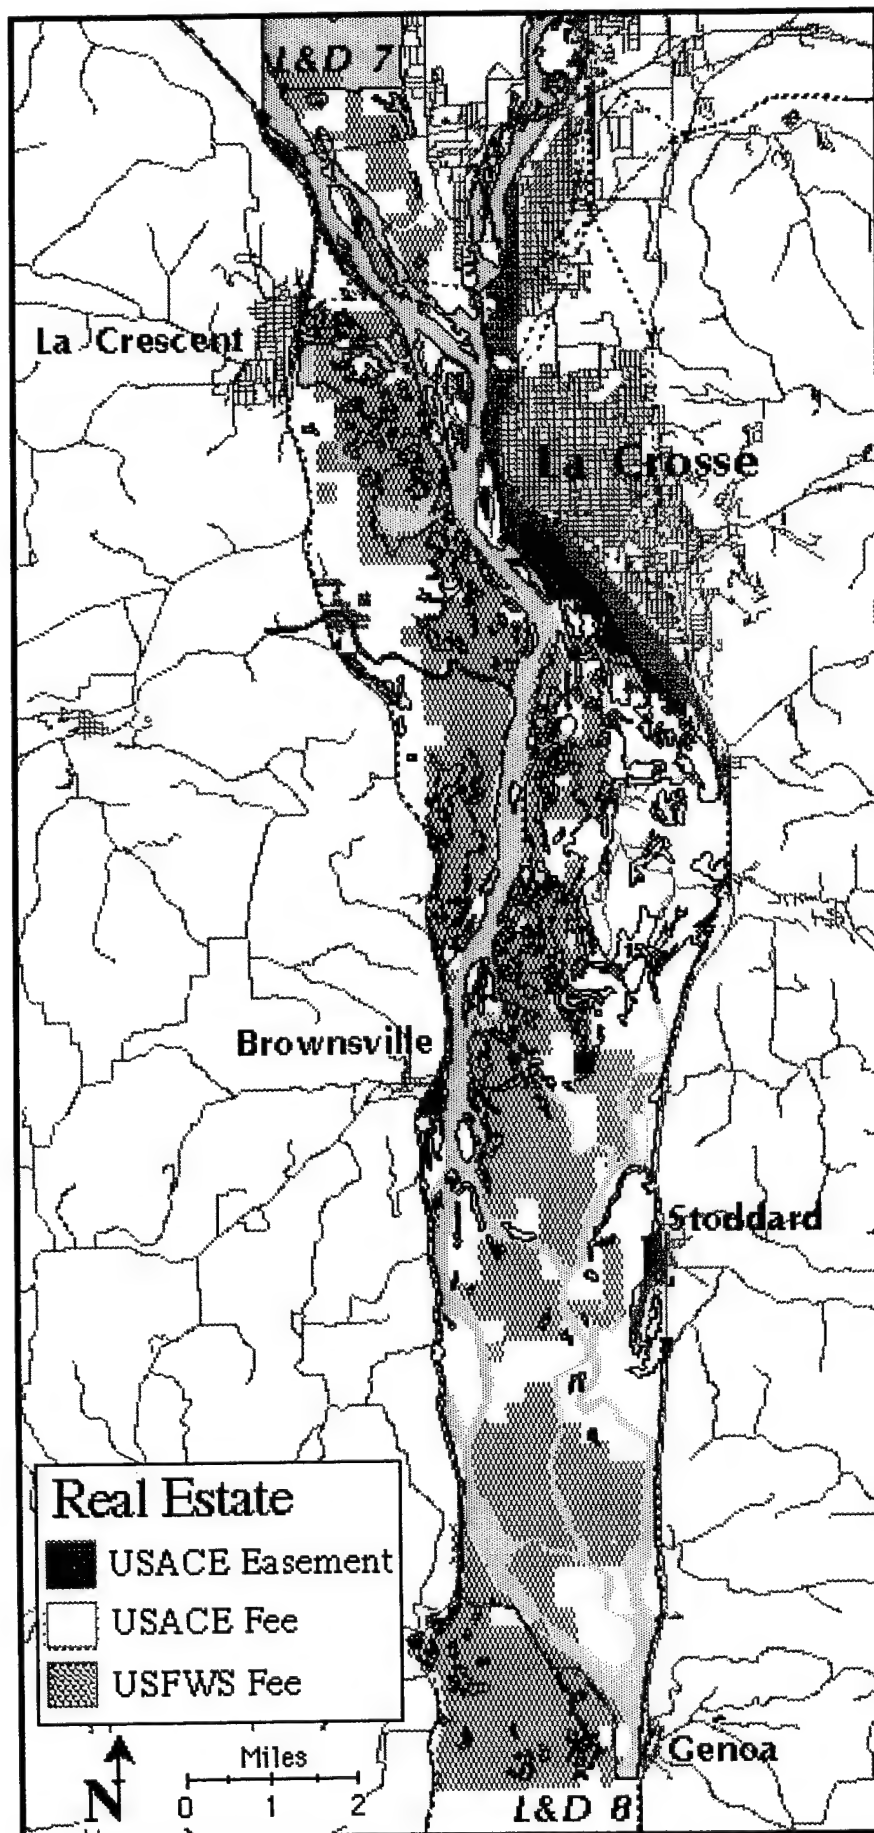 L&D 7
La Crescent
La Crosse
Brownsville
Stoddard
Real Estate
USACE Easement
USACE Fee
USFWS Fee
Miles
N
0 1 2
Genoa
L&D 8